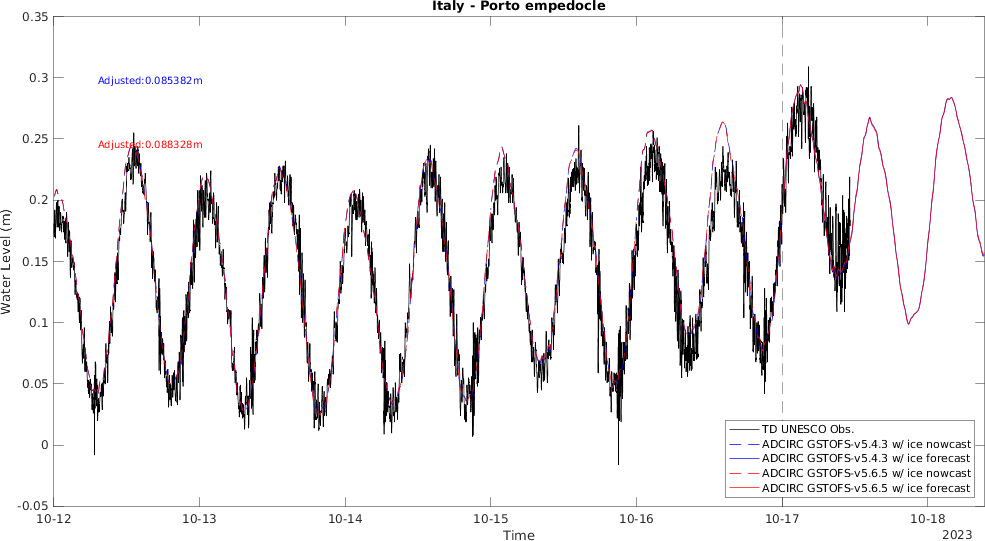 Italy - Porto empedocle
0.35
0.3
0.25
0.2
0.15
0.1
0.05
0
-0.05
Water Level (m)
Adjusted:0.085382m
Adjusted:0.088328m
TD UNESCO Obs.
ADCIRC GSTOFS-v5.4.3 w/ ice nowcast
ADCIRC GSTOFS-v5.4.3 w/ ice forecast
ADCIRC GSTOFS-v5.6.5 w/ ice nowcast
ADCIRC GSTOFS-v5.6.5 w/ ice forecast
10-12 10-13 10-14 10-15 10-16 10-17 10-18
Time
2023